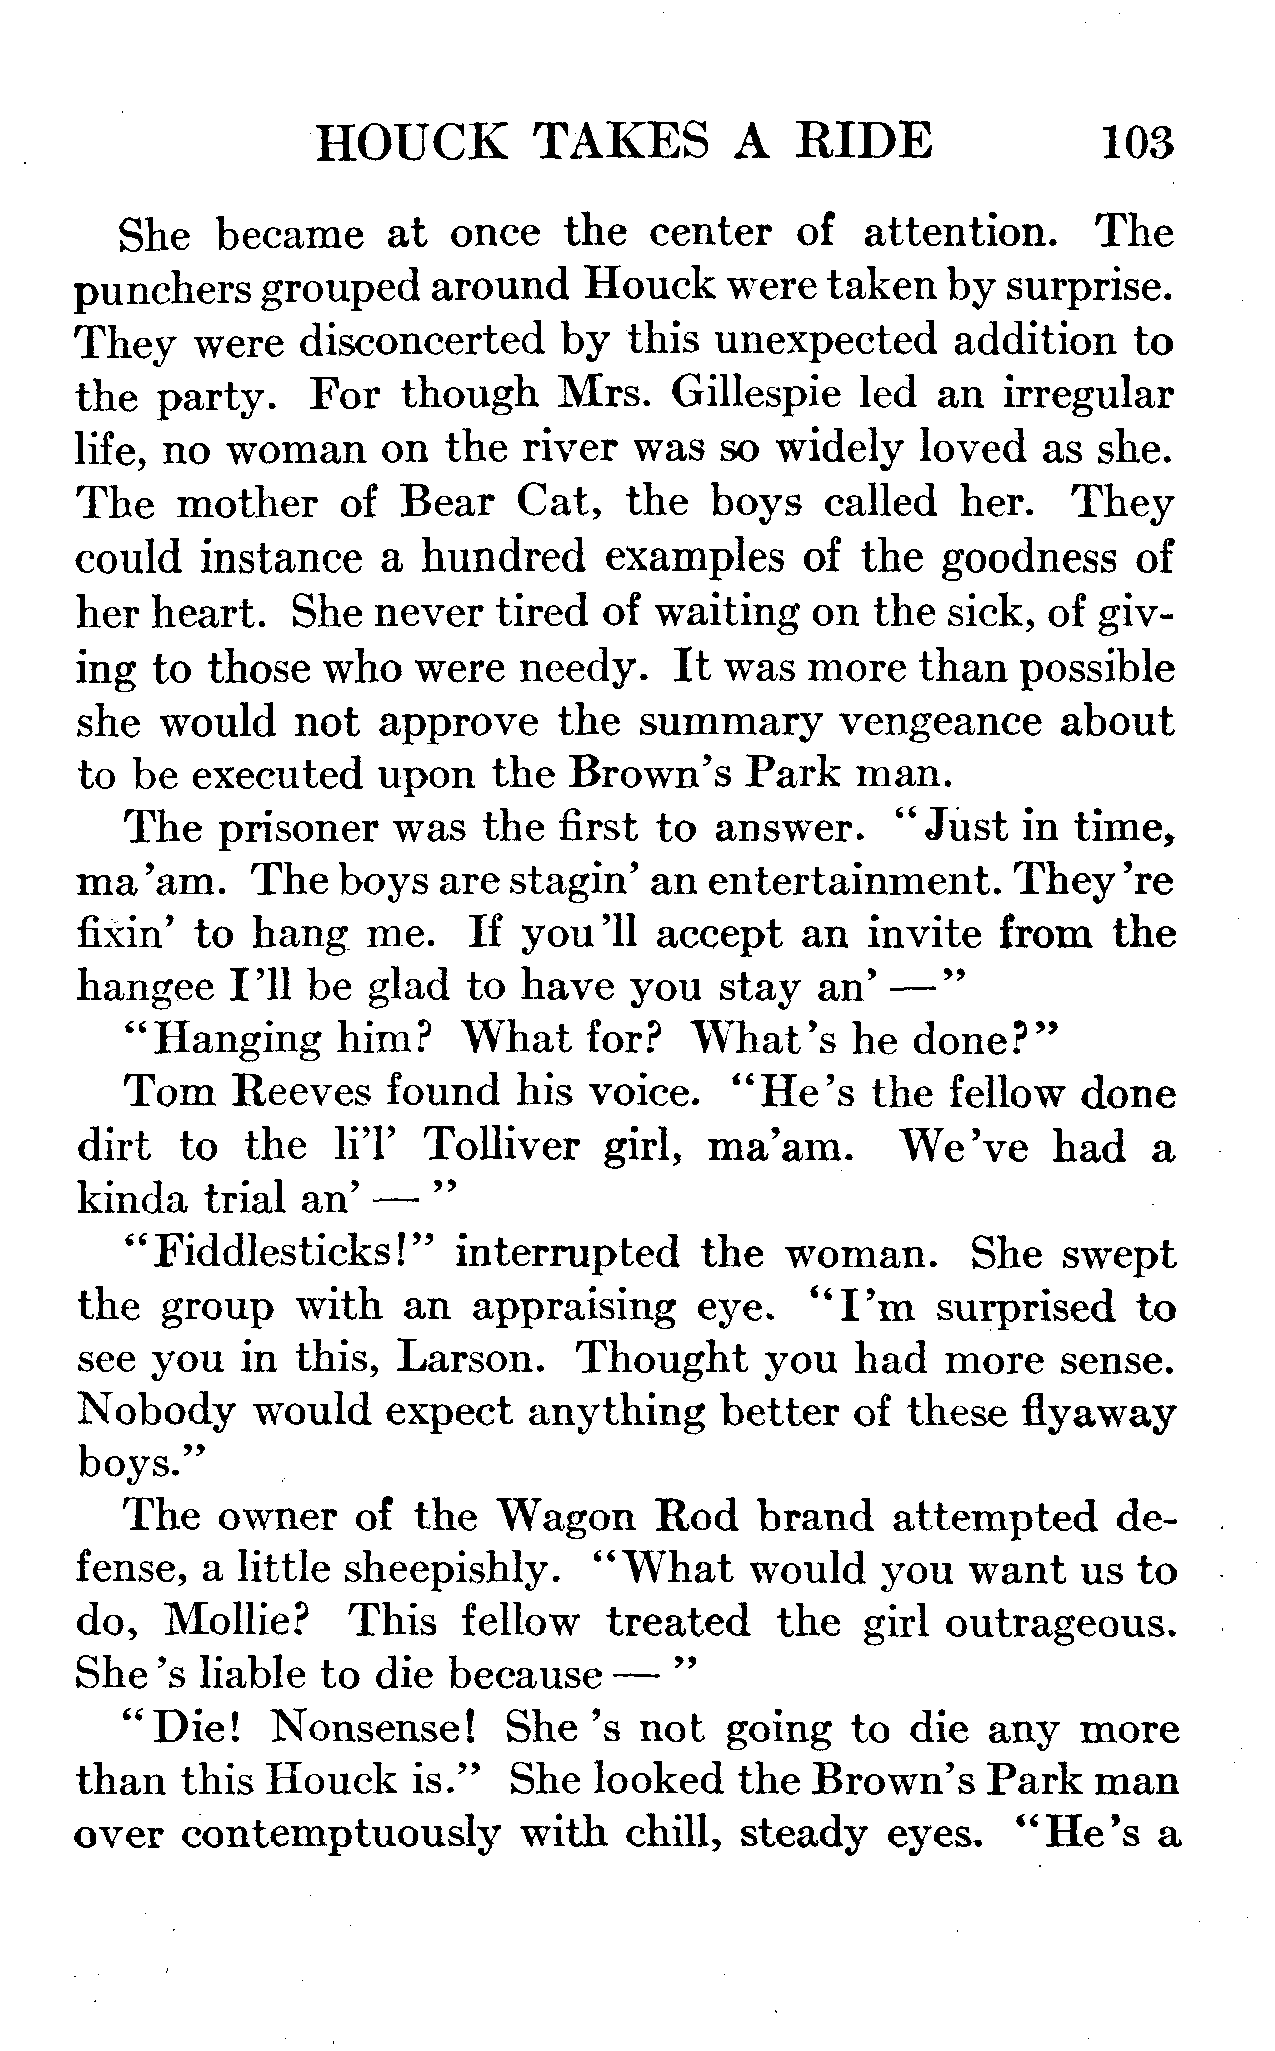 HOUCK TAKES A RIDE 103
She became at once the center of attention. The
punchers grouped around Houck were taken by surprise.
They were disconcerted by this unexpected addition to
the party. For though Mrs. Gillespie led an irregular
life, no woman on the river was so widely loved as she.
The mother of Bear Cat, the boys called her. They
could instance a hundred examples of the goodness of
her heart. She never tired of waiting on the sick, of giv-
ing to those who were needy. It was more than possible
she would not approve the summary vengeance about
to be executed upon the Brown's Park man.
The prisoner was the first to answer. "Just in time,
ma'am. The boys are stagin' an entertainment. They're
fixin' to hang me. If you'll accept an invite from the
hangee I'll be glad to have you stay an' —"
"Hanging him? What for? What's he done?"
Tom Reeves found his voice. "He's the fellow done
dirt to the li'l' Tolliver girl, ma'am. We've had a
kinda trial an' — "
"Fiddlesticks!" interrupted the woman. She swept
the group with an appraising eye. "I'm surprised to
see you in this, Larson. Thought you had more sense.
Nobody would expect anything better of these flyaway
boys."
The owner of the Wagon Rod brand attempted de-
fense, a little sheepishly. "What would you want us to
do, Mollie? This fellow treated the girl outrageous.
She's liable to die because — "
"Die! Nonsense! She's not going to die any more
than this Houck is." She looked the Brown's Park man
over contemptuously with chill, steady eyes. "He's a